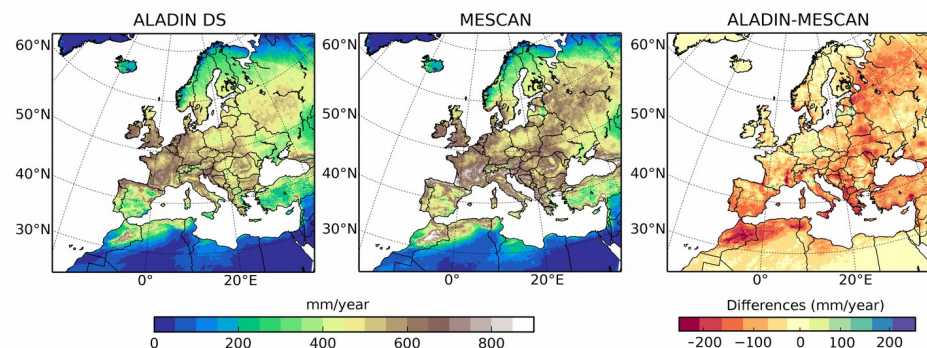 ALADIN DS
MESCAN
ALADIN-MESCAN
60°N
60°N
60°N
50°N
50°N
50°N
40°N
40°N
40°N
30°N
30°N
30°N
0°
20°E
0°
20°E
0°
20°E
mm/year
0
200
400
600
800
Differences (mm/year)
−200
−100
0
100
200